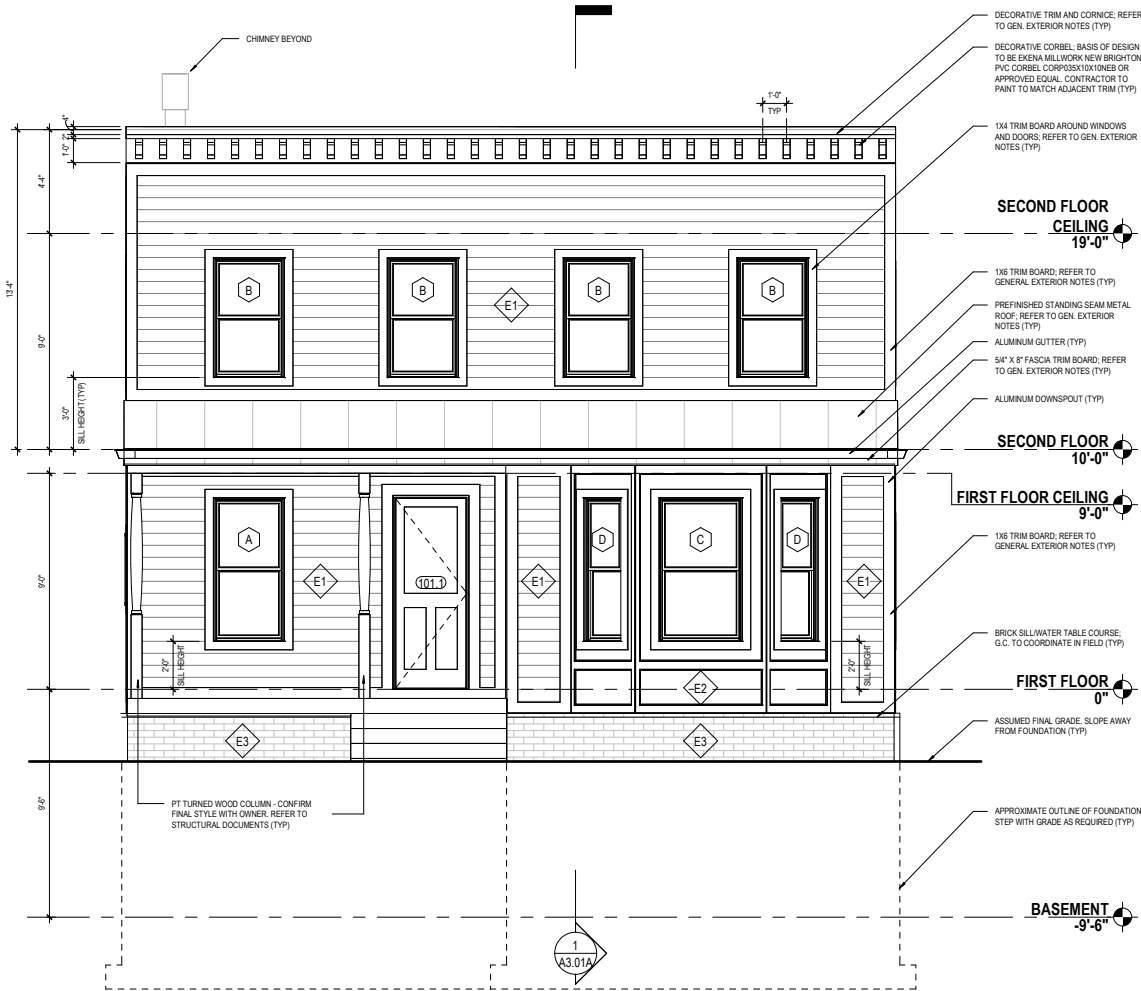 CHIMNEY BEYOND
DECORATIVE TRIM AND CORNICE; REFER
TO GEN. EXTERIOR NOTES (TYP)
DECORATIVE CORBEL; BASIS OF DESIGN
TO BE EKENA MILLWORK NEW BRIGHTON
PVC CORBEL CORP035X10X10NEB OR
APPROVED EQUAL. CONTRACTOR TO
PAINT TO MATCH ADJACENT TRIM (TYP)
1'-0"
TYP
1X4 TRIM BOARD AROUND WINDOWS
AND DOORS; REFER TO GEN. EXTERIOR
NOTES (TYP)
4"
2"
1'-0"
4'-4"
13'-4"
9'-0"
3'-0"
SILL HEIGHT (TYP)
SECOND FLOOR
CEILING
19'-0"
B
B
B
B
E1
1X6 TRIM BOARD; REFER TO
GENERAL EXTERIOR NOTES (TYP)
PREFINISHED STANDING SEAM METAL
ROOF; REFER TO GEN. EXTERIOR
NOTES (TYP)
ALUMINUM GUTTER (TYP)
5/4" X 8" FASCIA TRIM BOARD; REFER
TO GEN. EXTERIOR NOTES (TYP)
ALUMINUM DOWNSPOUT (TYP)
SECOND FLOOR
10'-0"
FIRST FLOOR CEILING
9'-0"
1X6 TRIM BOARD; REFER TO
GENERAL EXTERIOR NOTES (TYP)
A
D
C
D
E1
101.1
E1
E1
9'-0"
2'-0"
SILL HEIGHT
2'-0"
SILL HEIGHT
BRICK SILL/WATER TABLE COURSE;
G.C. TO COORDINATE IN FIELD (TYP)
E2
FIRST FLOOR
0"
E3
E3
ASSUMED FINAL GRADE. SLOPE AWAY
FROM FOUNDATION (TYP)
9'-6"
PT TURNED WOOD COLUMN - CONFIRM
FINAL STYLE WITH OWNER. REFER TO
STRUCTURAL DOCUMENTS (TYP)
APPROXIMATE OUTLINE OF FOUNDATION
STEP WITH GRADE AS REQUIRED (TYP)
BASEMENT
-9'-6"
1
A3.01A